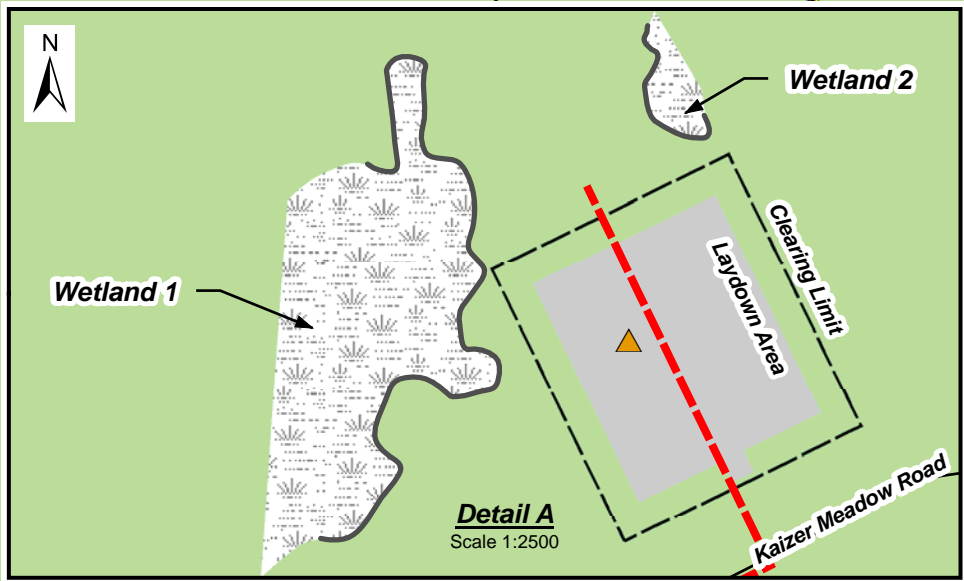 N
Wetland 2
Clearing Limit
Laydown Area
Wetland 1
Detail A
Scale 1:2500
Kaizer Meadow Road